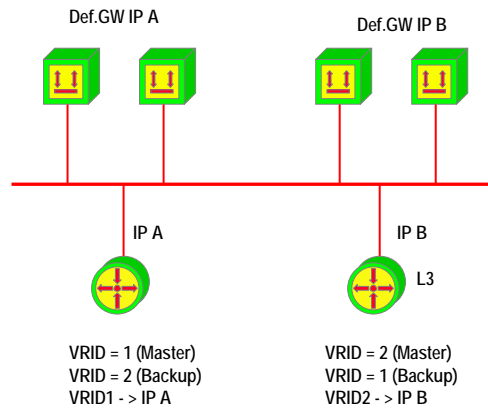 Def.GW IP A
Def.GW IP B
IP A
IP B
L3
VRID = 1 (Master)
VRID = 2 (Backup)
VRID1 - > IP A
VRID = 2 (Master)
VRID = 1 (Backup)
VRID2 - > IP B